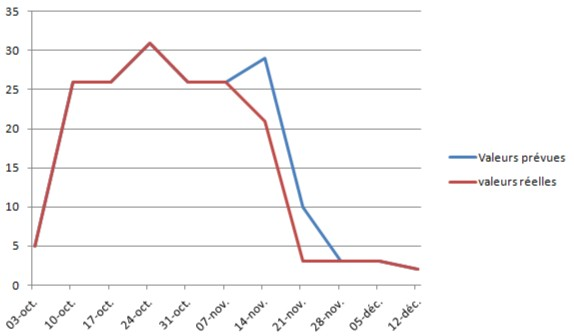 35
30
25
20
15
10
5
0
03-oct.
10-oct.
17-oct.
24-oct.
31-oct.
07-nov.
14-nov.
21-nov.
28-nov.
05-déc.
12-déc.
Valeurs prévues
valeurs réelles